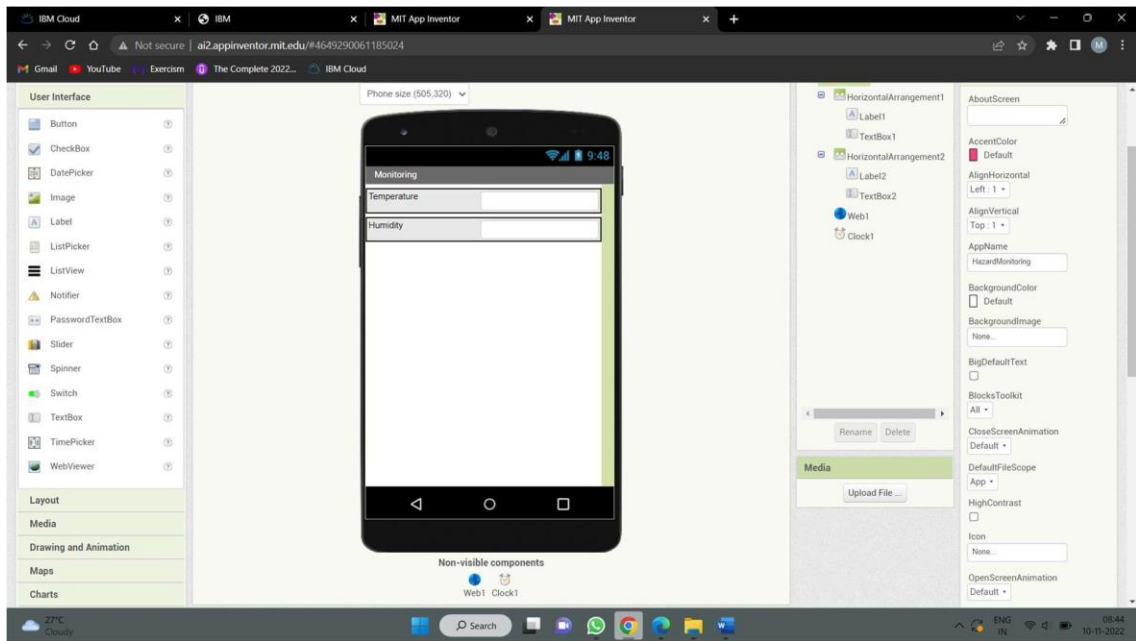 IBM Cloud
IBM
MIT App Inventor
MIT App Inventor
Not secure | ai2.appinventor.mit.edu/#4649290061185024
M
Gmail
YouTube
Exercism
The Complete 2022...
IBM Cloud
User Interface
Button
CheckBox
DatePicker
Image
Label
ListPicker
ListView
Notifier
PasswordTextBox
Slider
Spinner
Switch
TextBox
TimePicker
WebViewer
Layout
Media
Drawing and Animation
Maps
Charts
Phone size (505,320)
9:48
Monitoring
Temperature
Humidity
Non-visible components
Web1 Clock1
HorizontalArrangement1
Label1
TextBox1
HorizontalArrangement2
Label2
TextBox2
Web1
Clock1
Rename Delete
Media
Upload File ...
AboutScreen
AccentColor
Default
AlignHorizontal
Left : 1
AlignVertical
Top : 1
AppName
HazardMonitoring
BackgroundColor
Default
BackgroundImage
None...
BigDefaultText
BlocksToolkit
All
CloseScreenAnimation
Default
DefaultFileScope
App
HighContrast
Icon
None...
OpenScreenAnimation
Default
27°C
Cloudy
Search
ENG
IN
08:44
10-11-2022